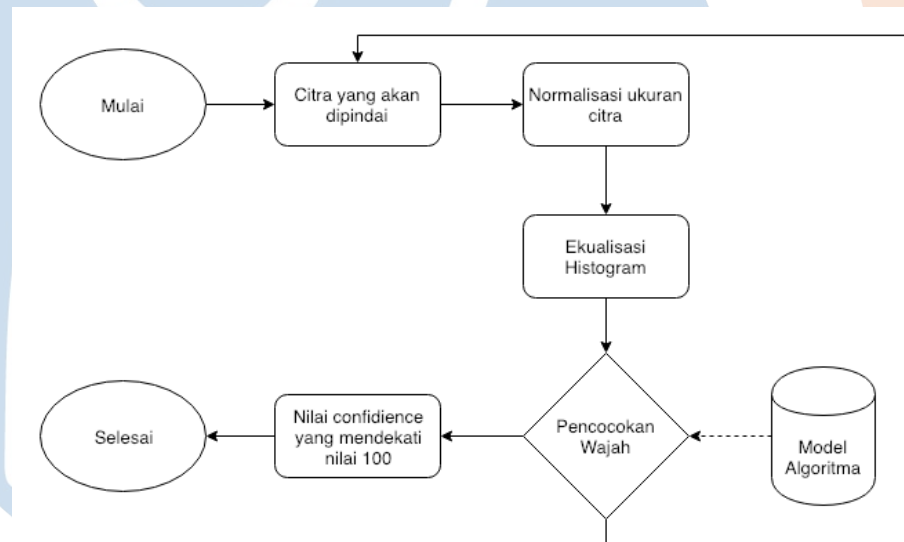 Mulai
Citra yang akan
dipindai
Normalisasi ukuran
citra
Ekualisasi
Histogram
Pencocokan
Wajah
Model
Algoritma
Nilai confidience
yang mendekati
nilai 100
Selesai